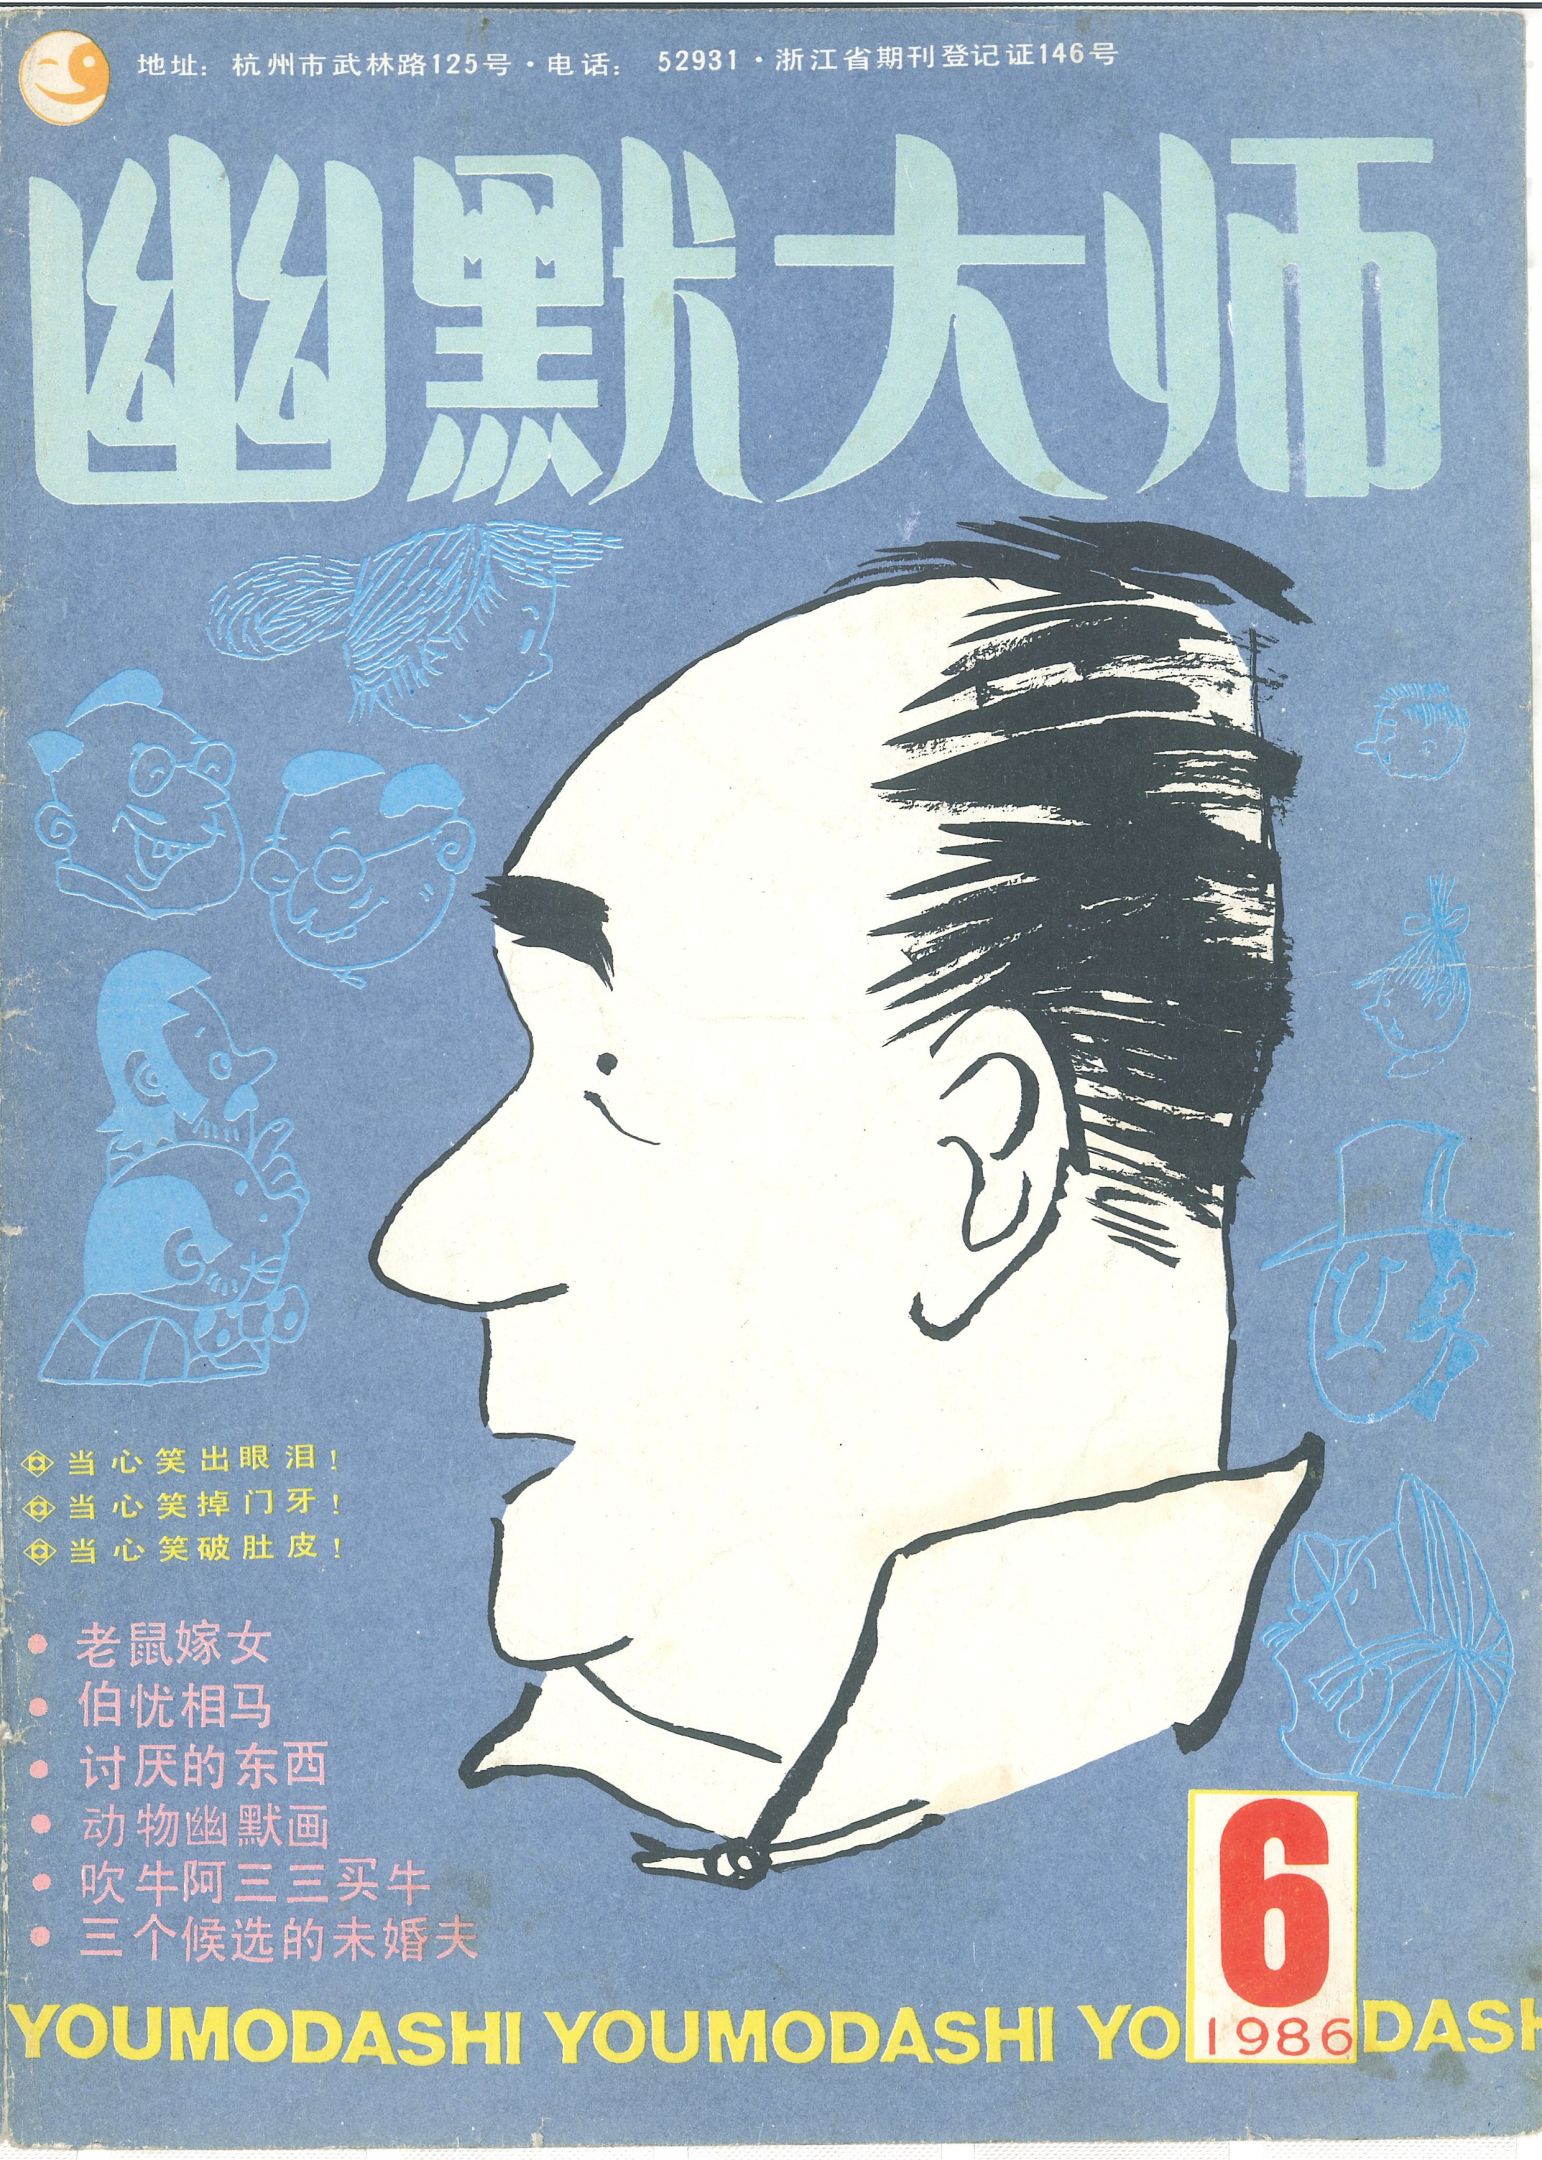 地址：杭州市武林路125号·电话：52931·浙江省期刊登记证146号
幽默大师
当心笑出眼泪！
当心笑掉门牙！
当心笑破肚皮！
• 老鼠嫁女
• 伯忧相马
• 讨厌的东西
• 动物幽默画
• 吹牛阿三三买牛
• 三个候选的未婚夫
6
YOUMODASHI YOUMODASHI YO DASH
1986